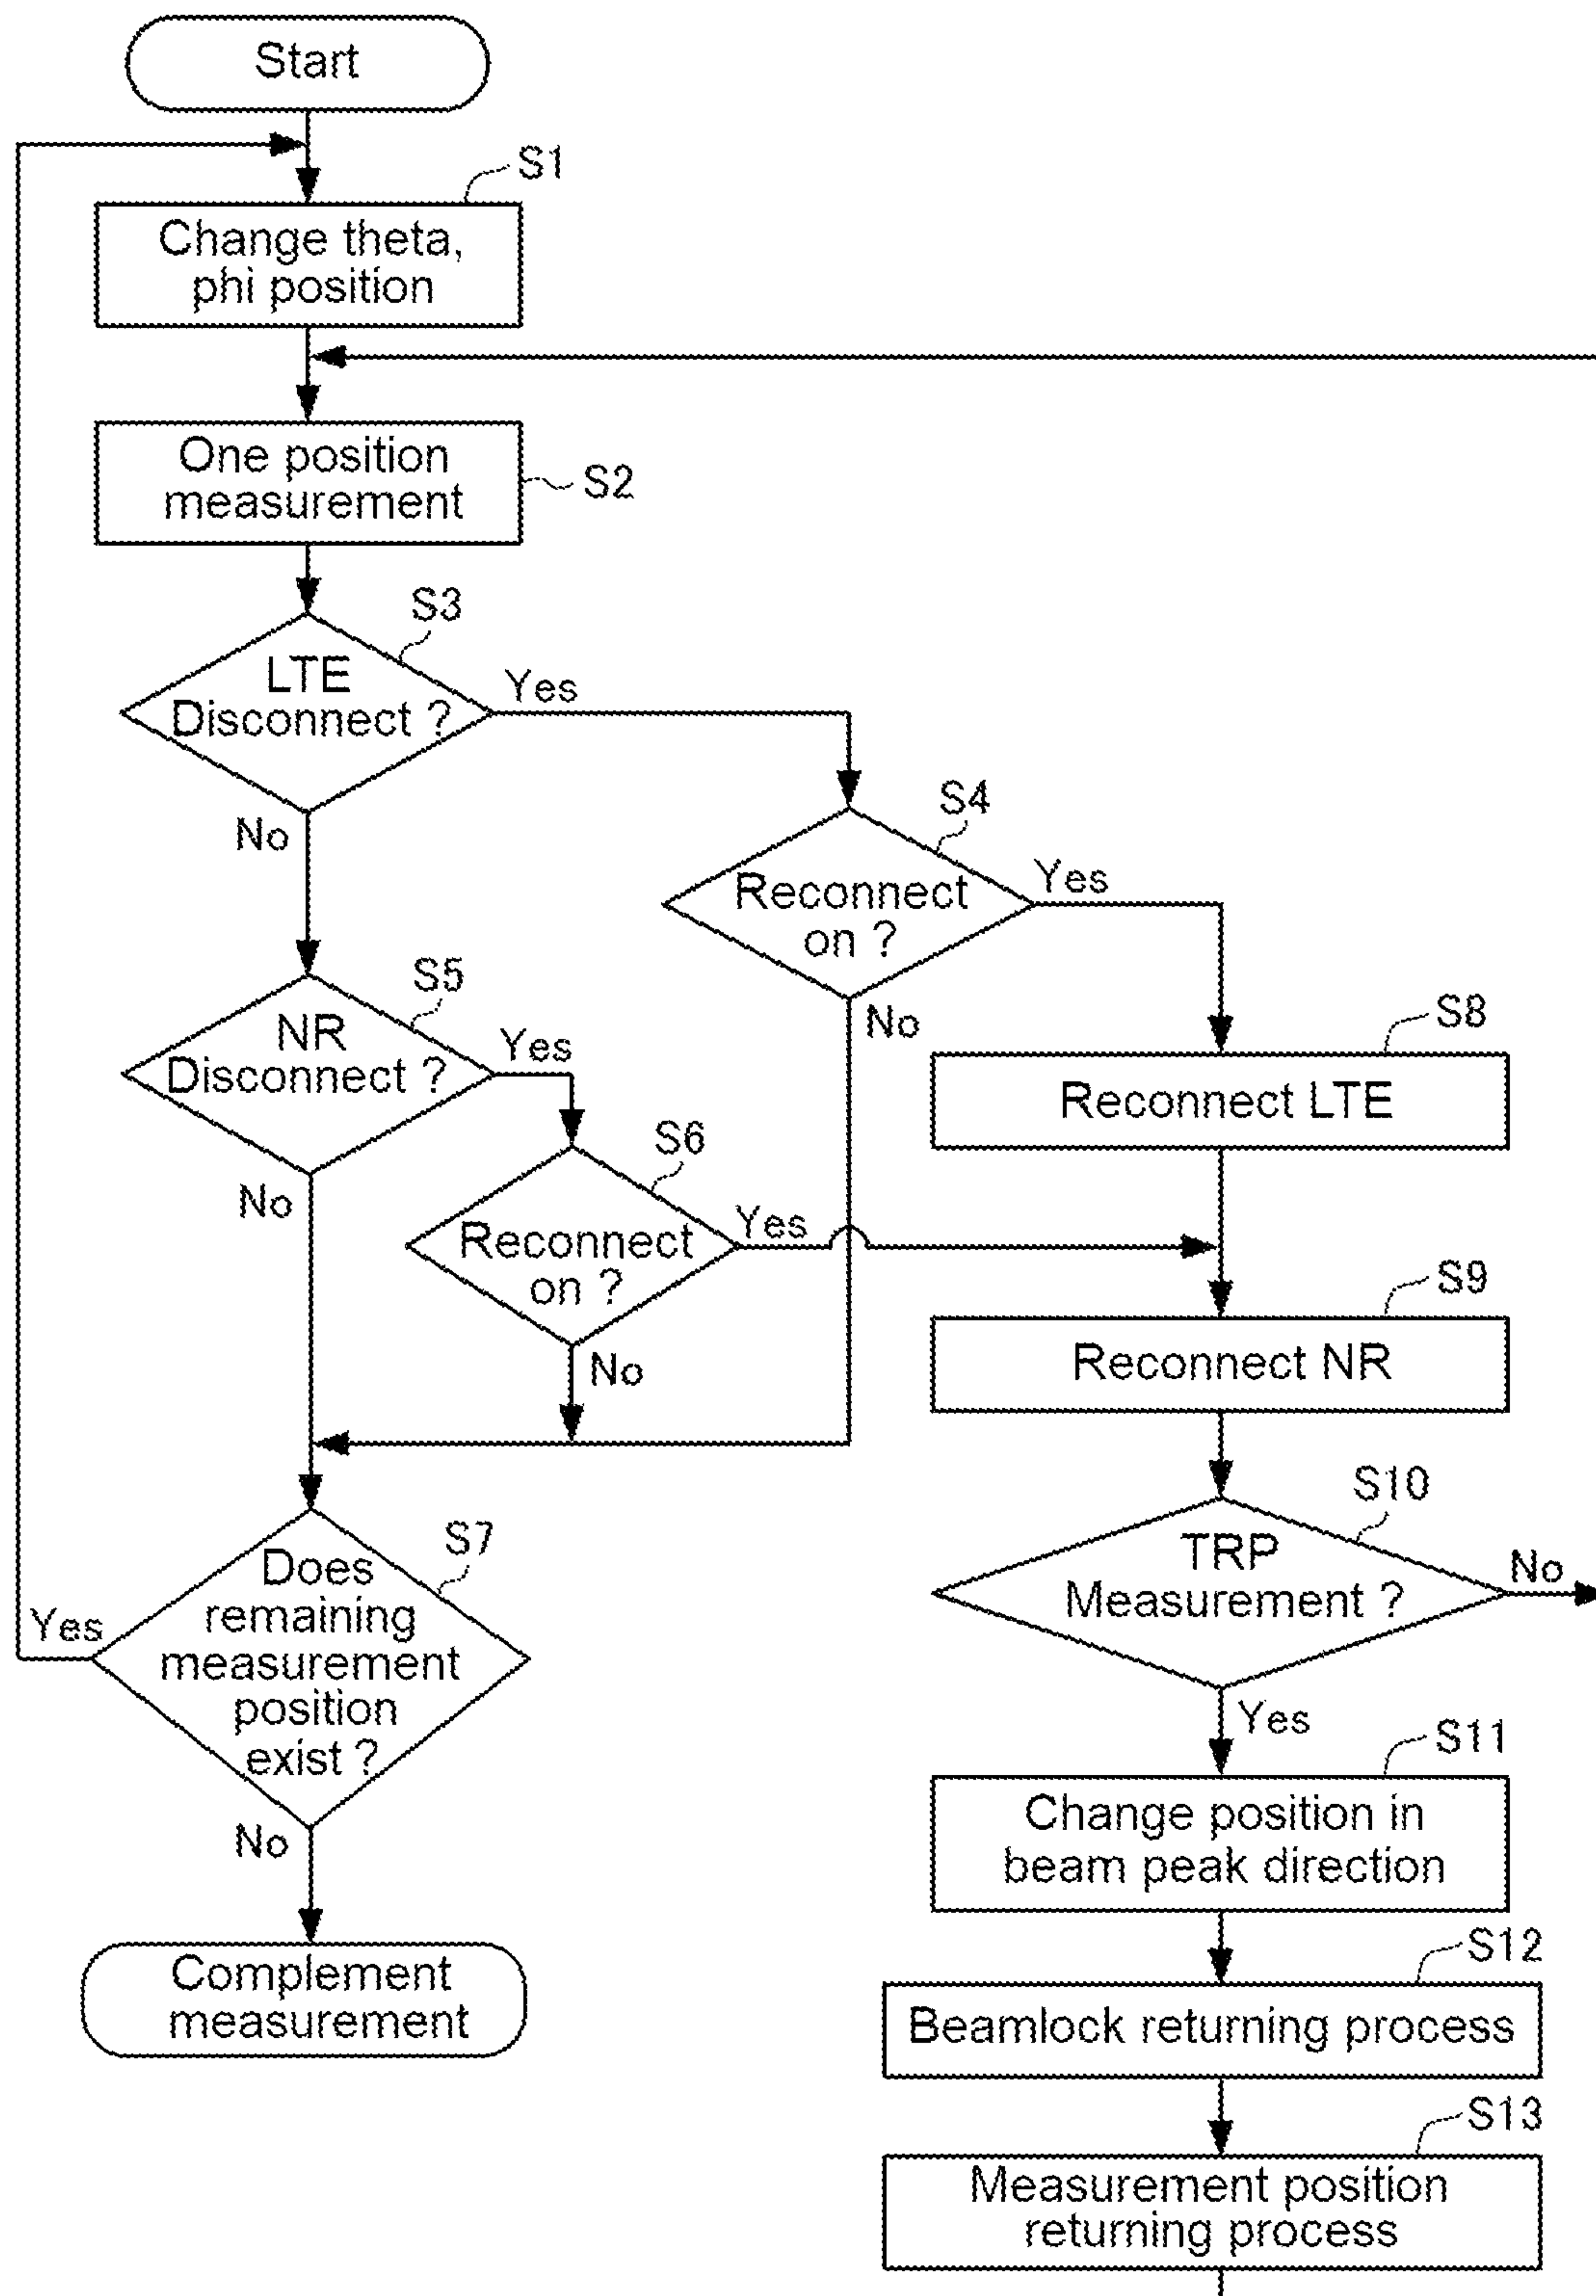 Start
S1
Change theta,
phi position
One position
measurement
S2
S3
LTE
Disconnect ?
Yes
No
S4
Reconnect
on ?
Yes
No
S5
NR
Disconnect ?
Yes
No
S6
Reconnect
on ?
Yes
No
S8
Reconnect LTE
S9
Reconnect NR
S7
Does
remaining
measurement
position
exist ?
Yes
No
S10
TRP
Measurement ?
No
Yes
S11
Change position in
beam peak direction
Complement
measurement
S12
Beamlock returning process
S13
Measurement position
returning process